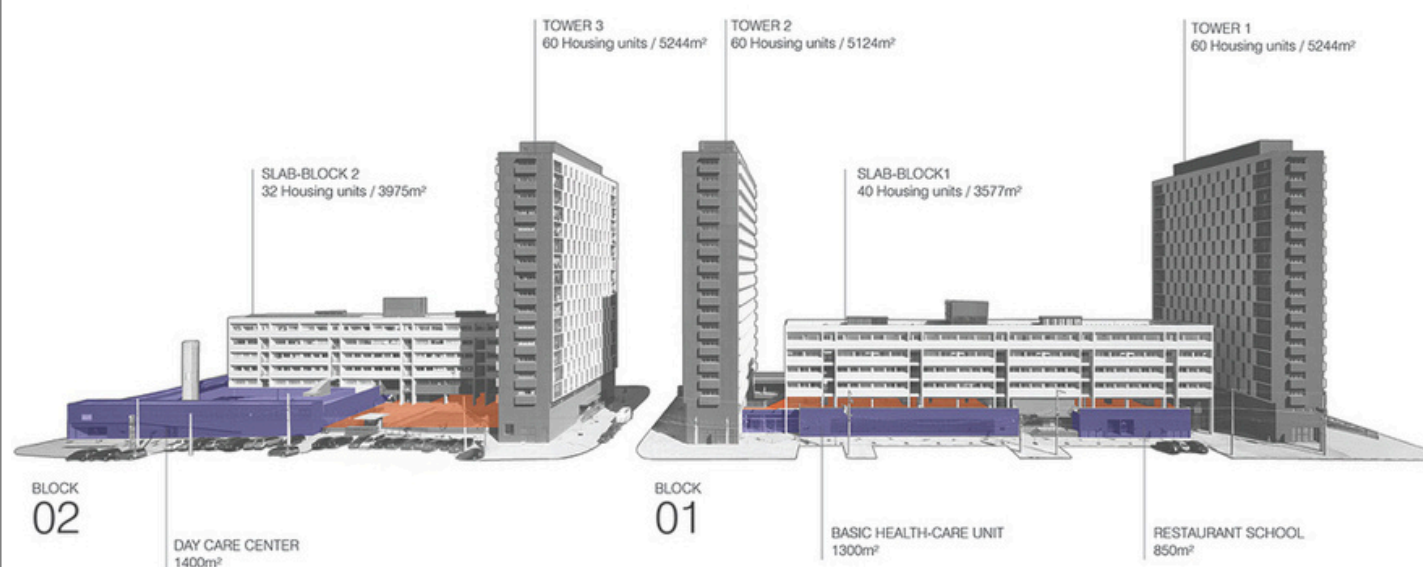 TOWER 3
60 Housing units / 5244m²
TOWER 2
60 Housing units / 5124m²
TOWER 1
60 Housing units / 5244m²
SLAB-BLOCK 2
32 Housing units / 3975m²
SLAB-BLOCK1
40 Housing units / 3577m²
BLOCK
02
BLOCK
01
DAY CARE CENTER
1400m²
BASIC HEALTH-CARE UNIT
1300m²
RESTAURANT SCHOOL
850m²